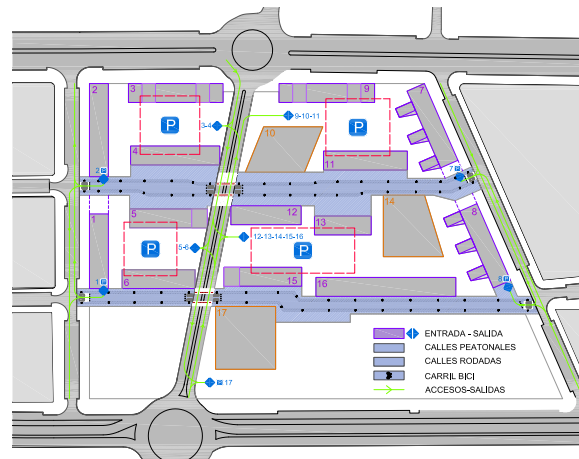 2
3
9
7
3-4
P
9-10-11
P
10
4
11
2 P
7 P
1
5
12
13
14
8
5-6
12-13-14-15-16
P
P
6
15
16
1 P
8 P
17
ENTRADA - SALIDA
CALLES PEATONALES
CALLES RODADAS
CARRIL BICI
ACCESOS-SALIDAS
P 17